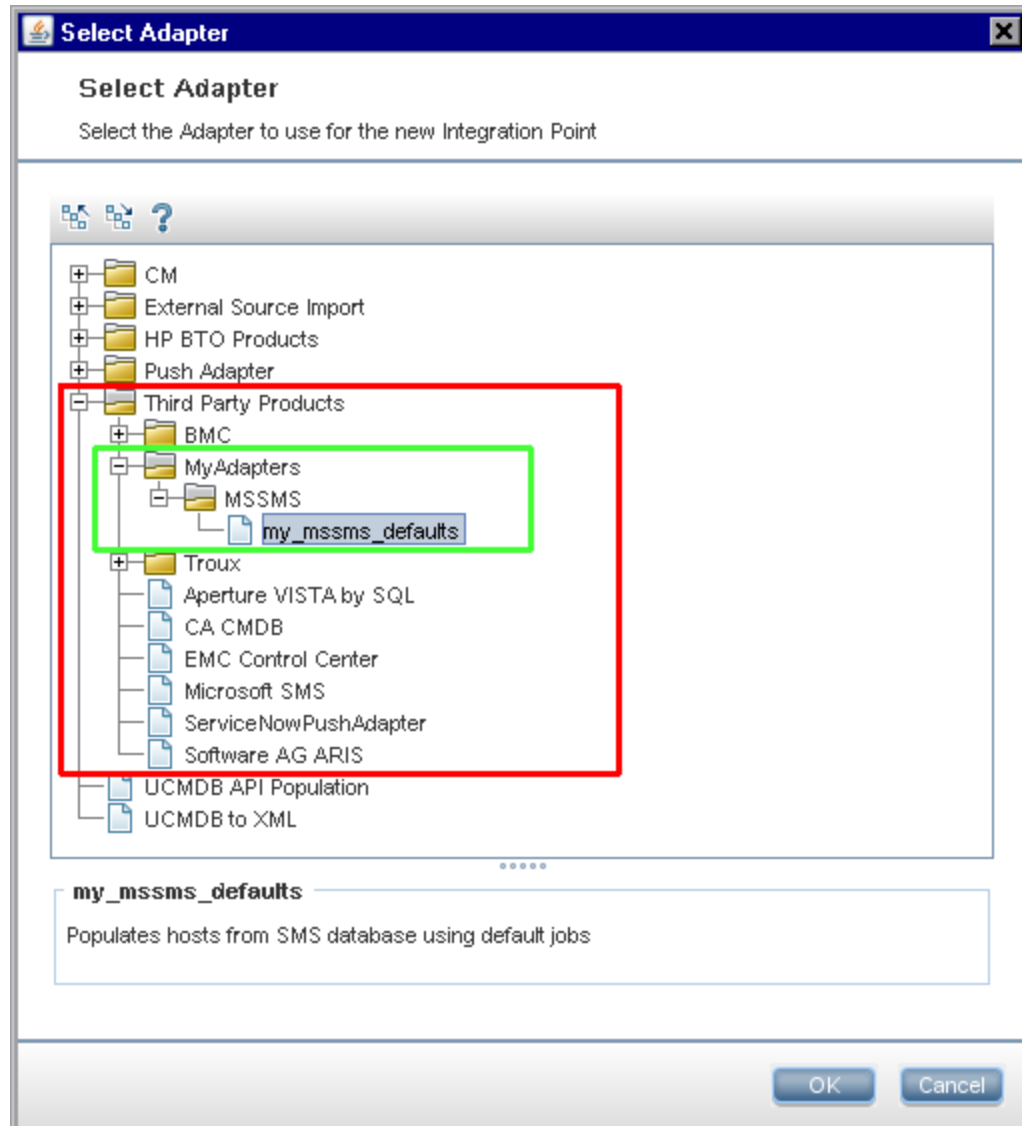 Select Adapter
Select Adapter
Select the Adapter to use for the new Integration Point
CM
External Source Import
HP BTO Products
Push Adapter
Third Party Products
BMC
MyAdapters
MSSMS
my_mssms_defaults
Troux
Aperture VISTA by SQL
CA CMDB
EMC Control Center
Microsoft SMS
ServiceNowPushAdapter
Software AG ARIS
UCMDB API Population
UCMDB to XML
my_mssms_defaults
Populates hosts from SMS database using default jobs
OK Cancel